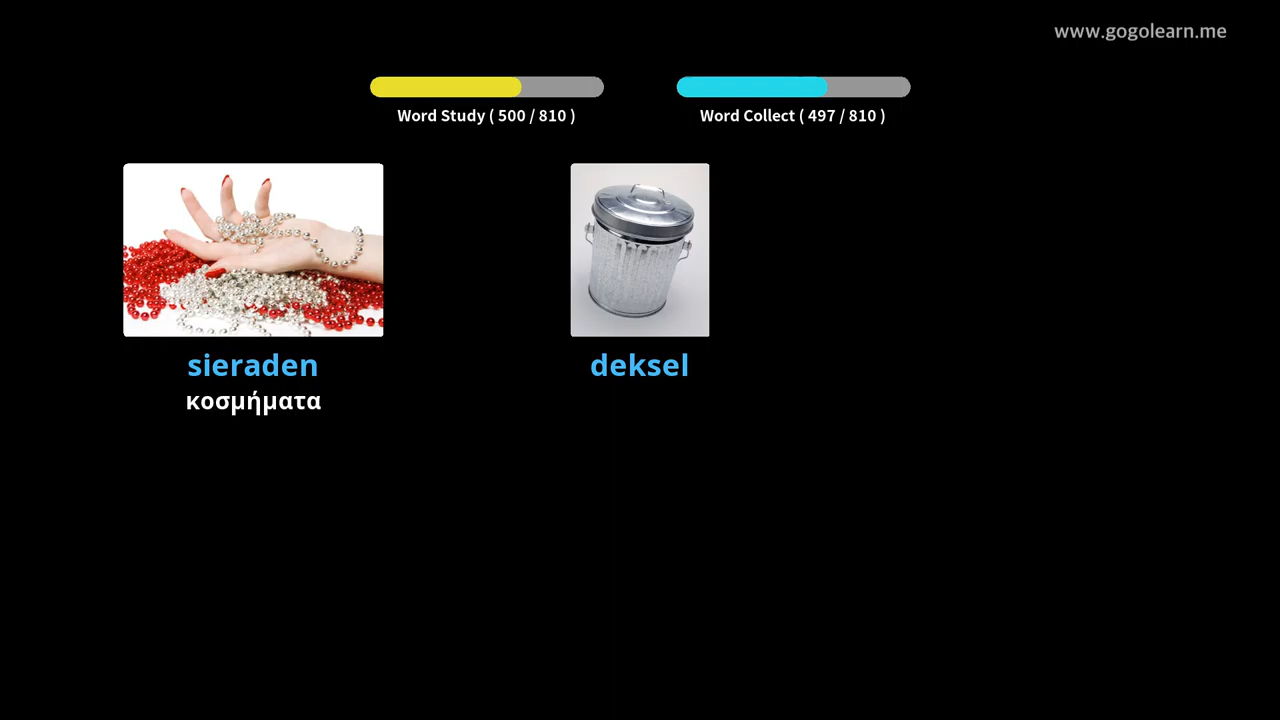 www.gogolearn.me
Word Study ( 500 / 810 )
Word Collect ( 497 / 810 )
sieraden
κοσμήματα
deksel